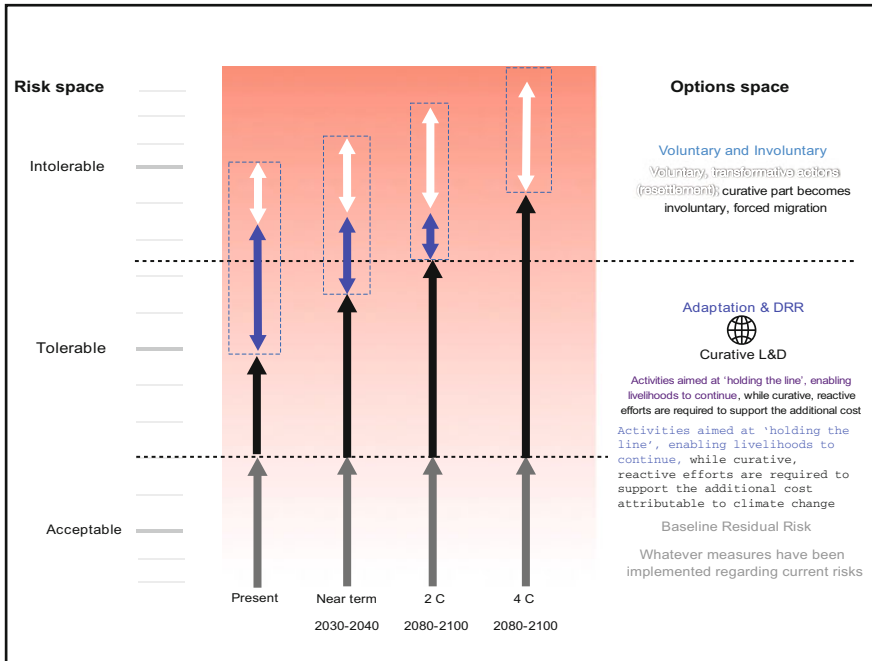 Risk space
Options space
Intolerable
Voluntary and Involuntary
Voluntary, transformative actions
(resettlement); curative part becomes
involuntary, forced migration
Adaptation & DRR
Tolerable
Curative L&D
Activities aimed at ‘holding the line’, enabling
livelihoods to continue, while curative, reactive
efforts are required to support the additional cost
Activities aimed at ‘holding the
line’, enabling livelihoods to
continue, while curative,
reactive efforts are required to
support the additional cost
attributable to climate change
Acceptable
Baseline Residual Risk
Whatever measures have been
implemented regarding current risks
Present
Near term
2 C
4 C
2030-2040
2080-2100
2080-2100